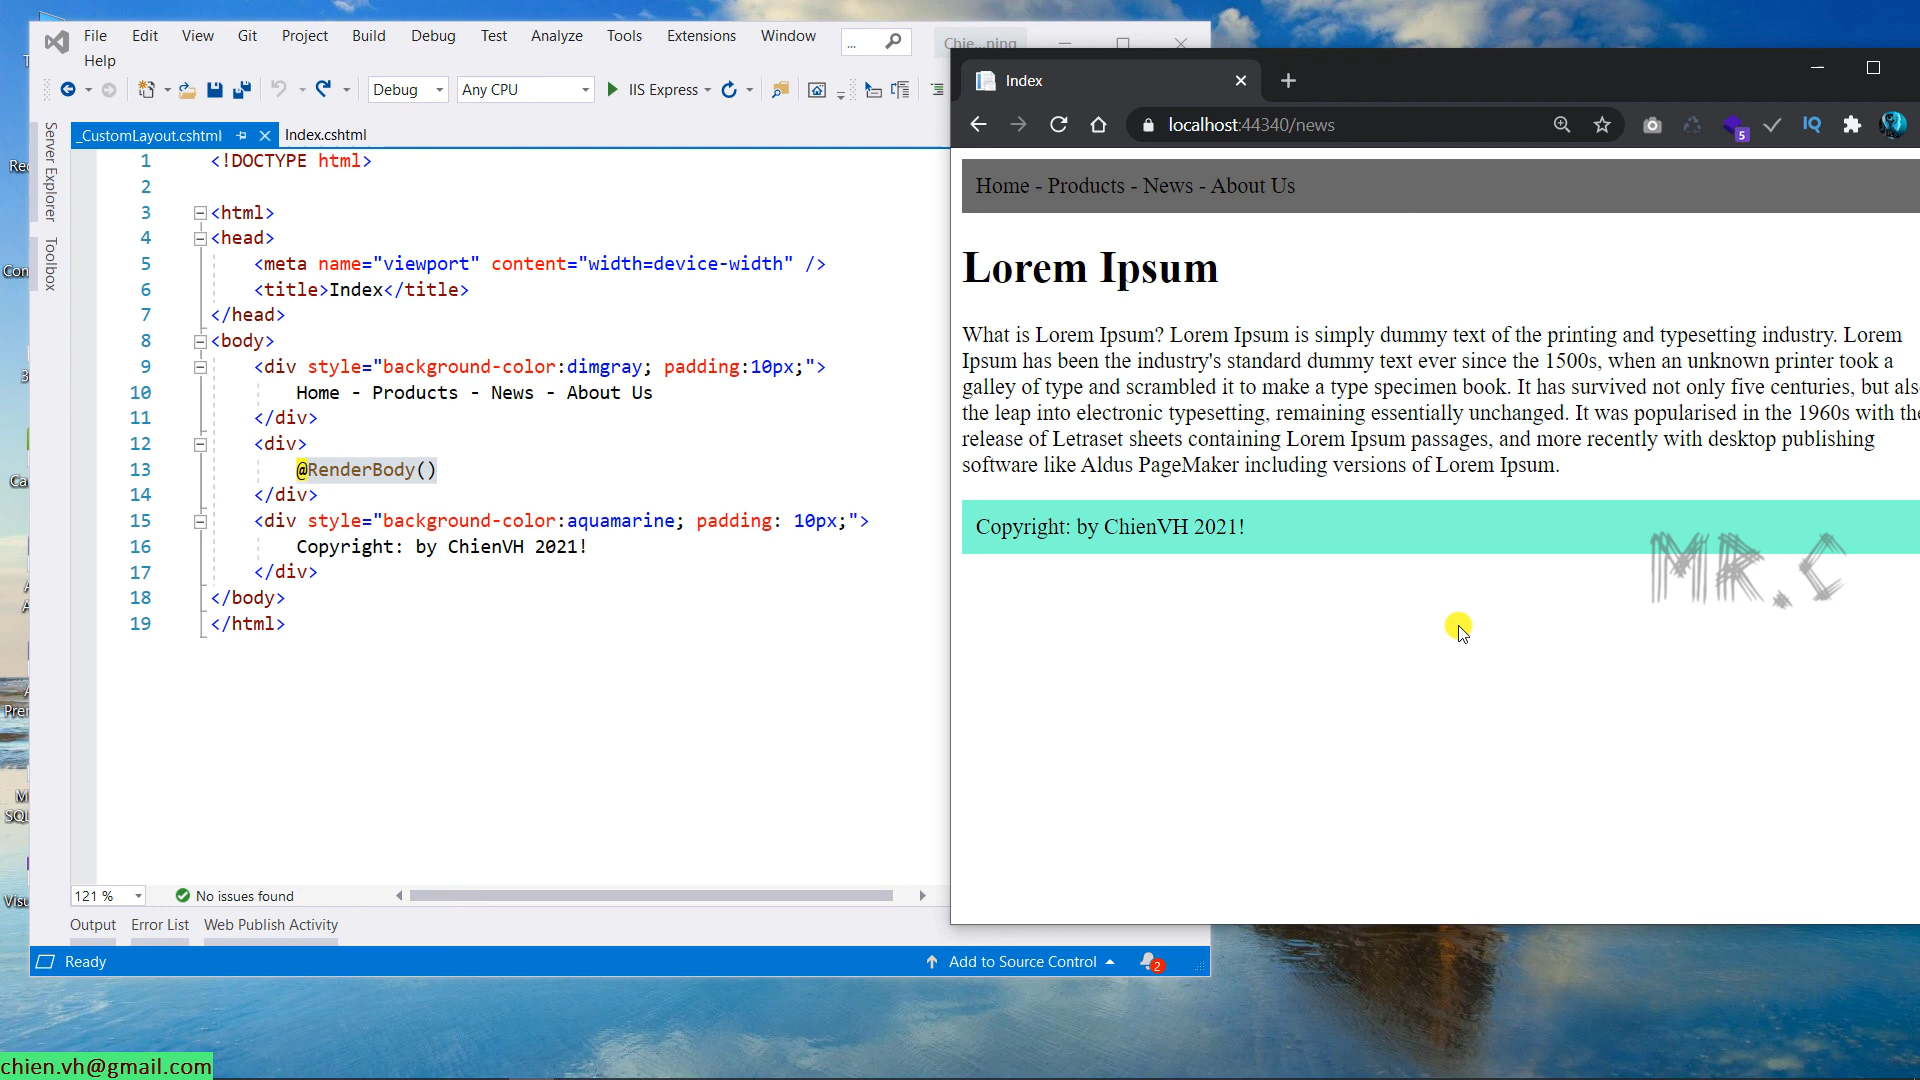 File Edit View Git Project Build Debug Test Analyze Tools Extensions Window
Help
... Chie...ning
Debug Any CPU IIS Express
_CustomLayout.cshtml Index.cshtml
Server Explorer
Toolbox
1 <!DOCTYPE html>
2
3 <html>
4 <head>
5 <meta name="viewport" content="width=device-width" />
6 <title>Index</title>
7 </head>
8 <body>
9 <div style="background-color:dimgray; padding:10px;">
10 Home - Products - News - About Us
11 </div>
12 <div>
13 @RenderBody()
14 </div>
15 <div style="background-color:aquamarine; padding: 10px;">
16 Copyright: by ChienVH 2021!
17 </div>
18 </body>
19 </html>
121 % No issues found
Output Error List Web Publish Activity
Ready Add to Source Control 2
Index
localhost:44340/news
5 IQ
Home - Products - News - About Us
Lorem Ipsum
What is Lorem Ipsum? Lorem Ipsum is simply dummy text of the printing and typesetting industry. Lorem
Ipsum has been the industry's standard dummy text ever since the 1500s, when an unknown printer took a
galley of type and scrambled it to make a type specimen book. It has survived not only five centuries, but als
the leap into electronic typesetting, remaining essentially unchanged. It was popularised in the 1960s with the
release of Letraset sheets containing Lorem Ipsum passages, and more recently with desktop publishing
software like Aldus PageMaker including versions of Lorem Ipsum.
Copyright: by ChienVH 2021!
MR.C
chien.vh@gmail.com